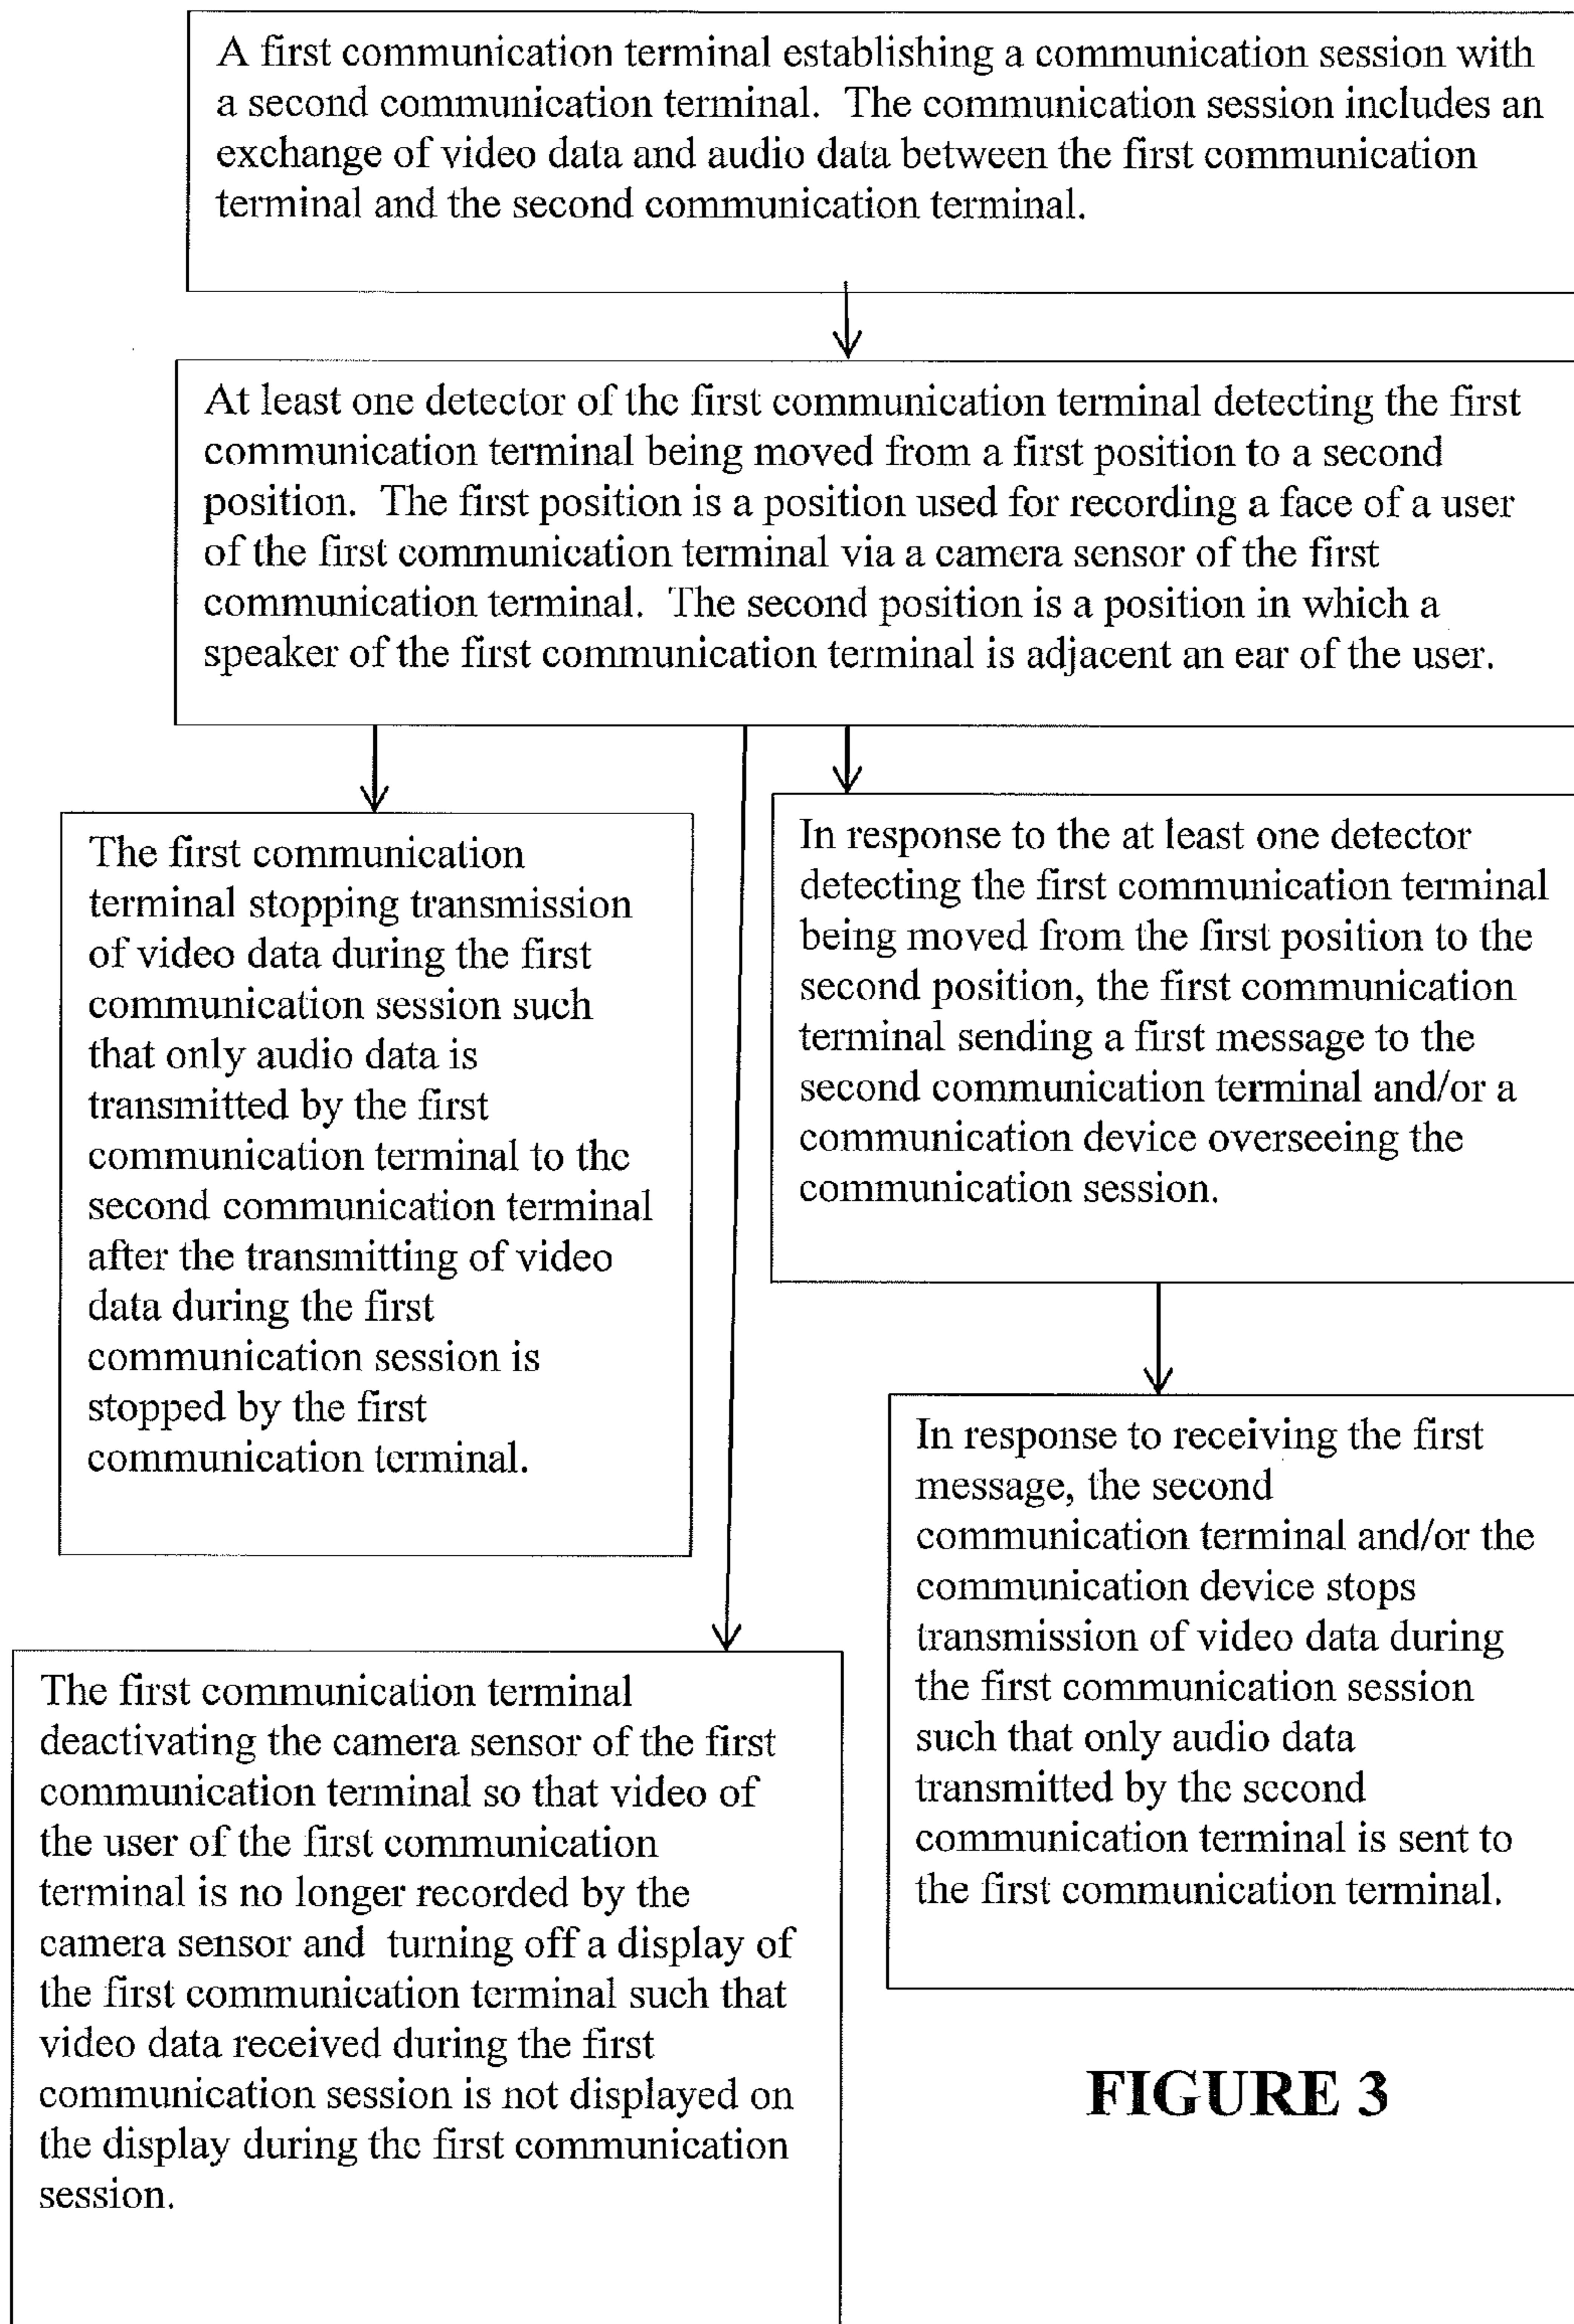 A first communication terminal establishing a communication session with
a second communication terminal.  The communication session includes an
exchange of video data and audio data between the first communication
terminal and the second communication terminal.
At least one detector of the first communication terminal detecting the first
communication terminal being moved from a first position to a second
position.  The first position is a position used for recording a face of a user
of the first communication terminal via a camera sensor of the first
communication terminal.  The second position is a position in which a
speaker of the first communication terminal is adjacent an ear of the user.
The first communication
terminal stopping transmission
of video data during the first
communication session such
that only audio data is
transmitted by the first
communication terminal to the
second communication terminal
after the transmitting of video
data during the first
communication session is
stopped by the first
communication terminal.
In response to the at least one detector
detecting the first communication terminal
being moved from the first position to the
second position, the first communication
terminal sending a first message to the
second communication terminal and/or a
communication device overseeing the
communication session.
In response to receiving the first
message, the second
communication terminal and/or the
communication device stops
transmission of video data during
the first communication session
such that only audio data
transmitted by the second
communication terminal is sent to
the first communication terminal.
The first communication terminal
deactivating the camera sensor of the first
communication terminal so that video of
the user of the first communication
terminal is no longer recorded by the
camera sensor and  turning off a display of
the first communication terminal such that
video data received during the first
communication session is not displayed on
the display during the first communication
session.
FIGURE 3